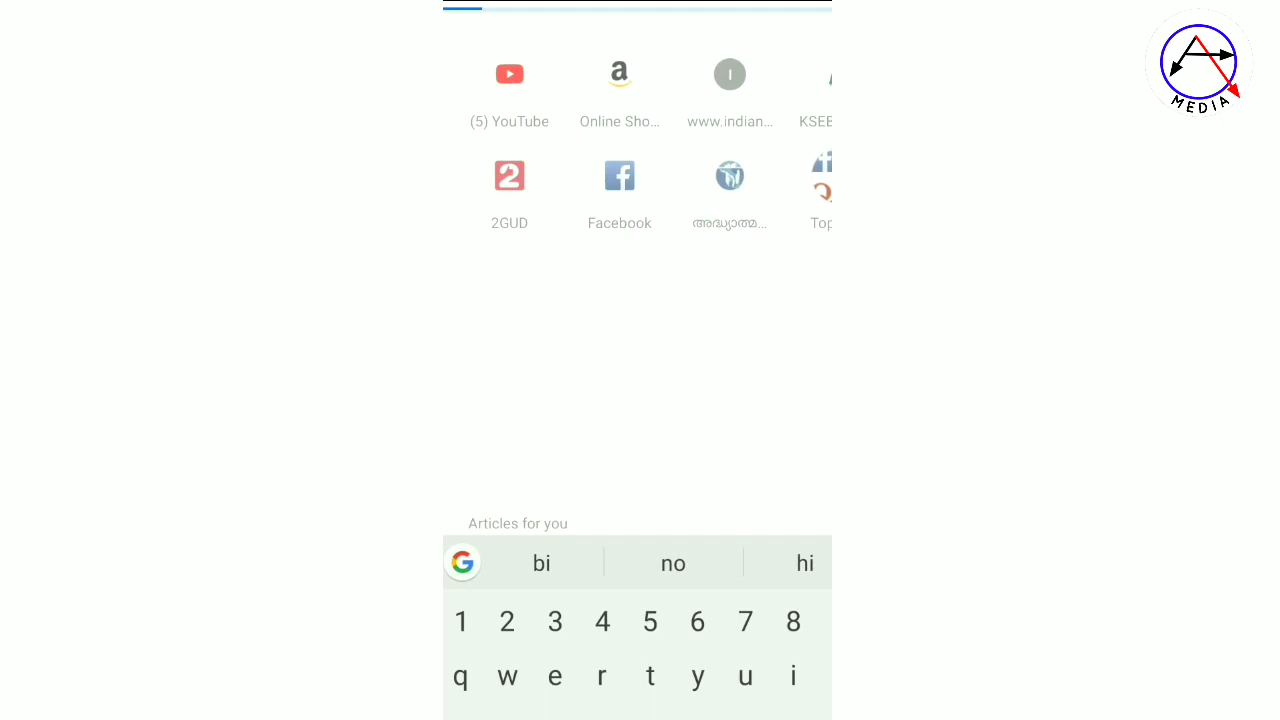 (5) YouTube Online Sho... www.indian... KSEB
2GUD Facebook അദ്ധ്യാത്മ... Top
Articles for you
bi no hi
1 2 3 4 5 6 7 8
q w e r t y u i
MEDIA